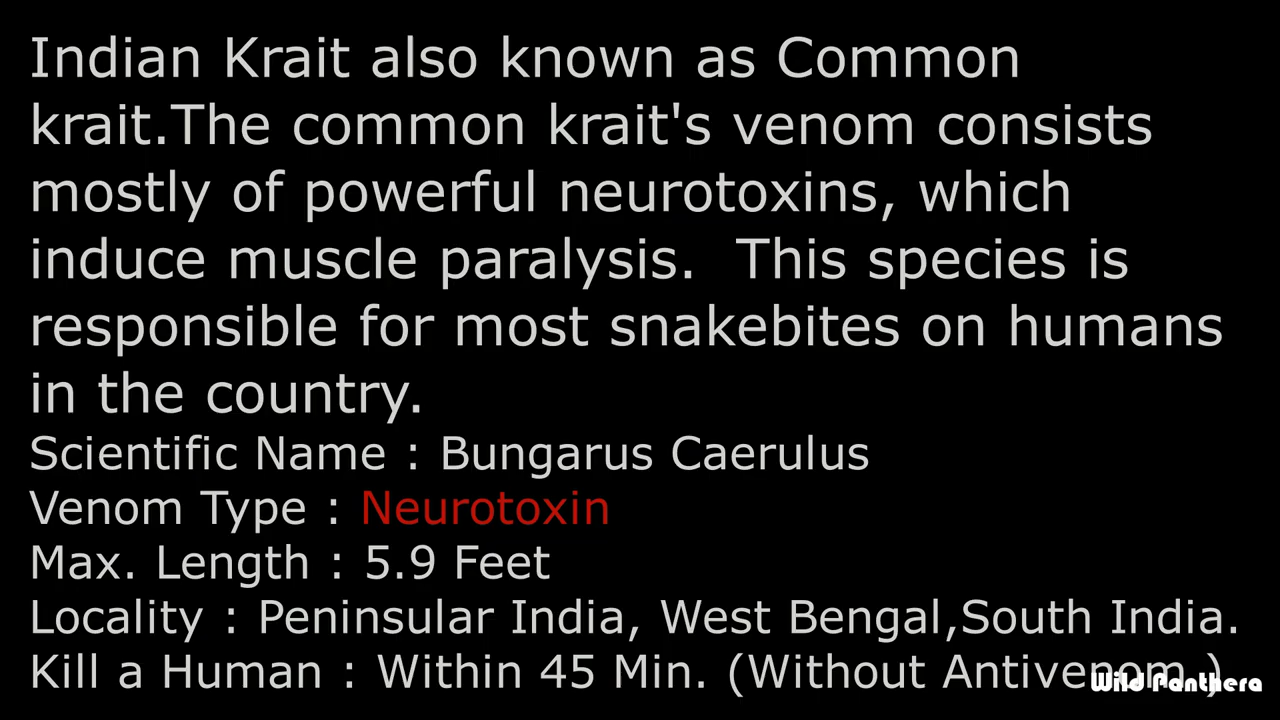 Indian Krait also known as Common
krait.The common krait's venom consists
mostly of powerful neurotoxins, which
induce muscle paralysis.  This species is
responsible for most snakebites on humans
in the country.
Scientific Name : Bungarus Caerulus
Venom Type : Neurotoxin
Max. Length : 5.9 Feet
Locality : Peninsular India, West Bengal,South India.
Kill a Human : Within 45 Min. (Without Antivenom )
Wild Panthera